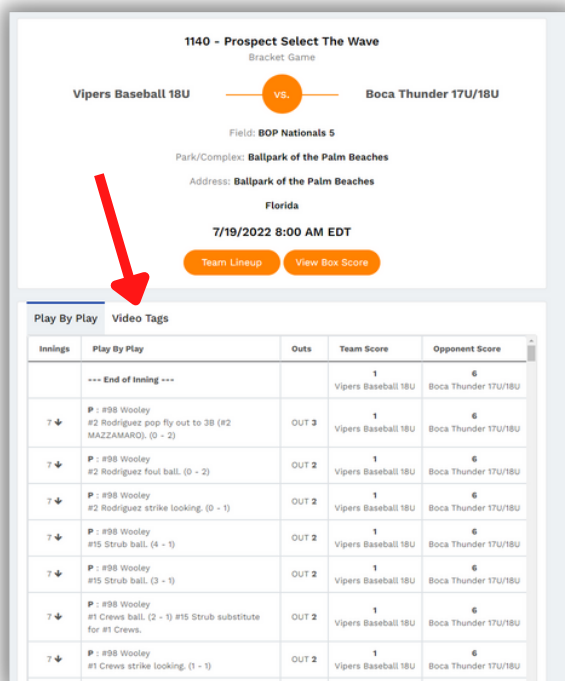 1140 - Prospect Select The Wave
Bracket Game
Vipers Baseball 18U vs. Boca Thunder 17U/18U
Field: BOP Nationals 5
Park/Complex: Ballpark of the Palm Beaches
Address: Ballpark of the Palm Beaches
Florida
7/19/2022 8:00 AM EDT
Team Lineup View Box Score
Play By Play Video Tags
Innings Play By Play Outs Team Score Opponent Score
--- End of Inning --- 1 6
Vipers Baseball 18U Boca Thunder 17U/18U
P : #98 Wooley
7 🡳 #2 Rodriguez pop fly out to 3B (#2 OUT 3 1 6
MAZZAMARO). (0 - 2) Vipers Baseball 18U Boca Thunder 17U/18U
P : #98 Wooley 1 6
7 🡳 #2 Rodriguez foul ball. (0 - 2) OUT 2 Vipers Baseball 18U Boca Thunder 17U/18U
P : #98 Wooley 1 6
7 🡳 #2 Rodriguez strike looking. (0 - 1) OUT 2 Vipers Baseball 18U Boca Thunder 17U/18U
P : #98 Wooley 1 6
7 🡳 #15 Strub ball. (4 - 1) OUT 2 Vipers Baseball 18U Boca Thunder 17U/18U
P : #98 Wooley 1 6
7 🡳 #15 Strub ball. (3 - 1) OUT 2 Vipers Baseball 18U Boca Thunder 17U/18U
P : #98 Wooley
7 🡳 #1 Crews ball. (2 - 1) #15 Strub substitute OUT 2 1 6
for #1 Crews. Vipers Baseball 18U Boca Thunder 17U/18U
P : #98 Wooley 1 6
7 🡳 #1 Crews strike looking. (1 - 1) OUT 2 Vipers Baseball 18U Boca Thunder 17U/18U